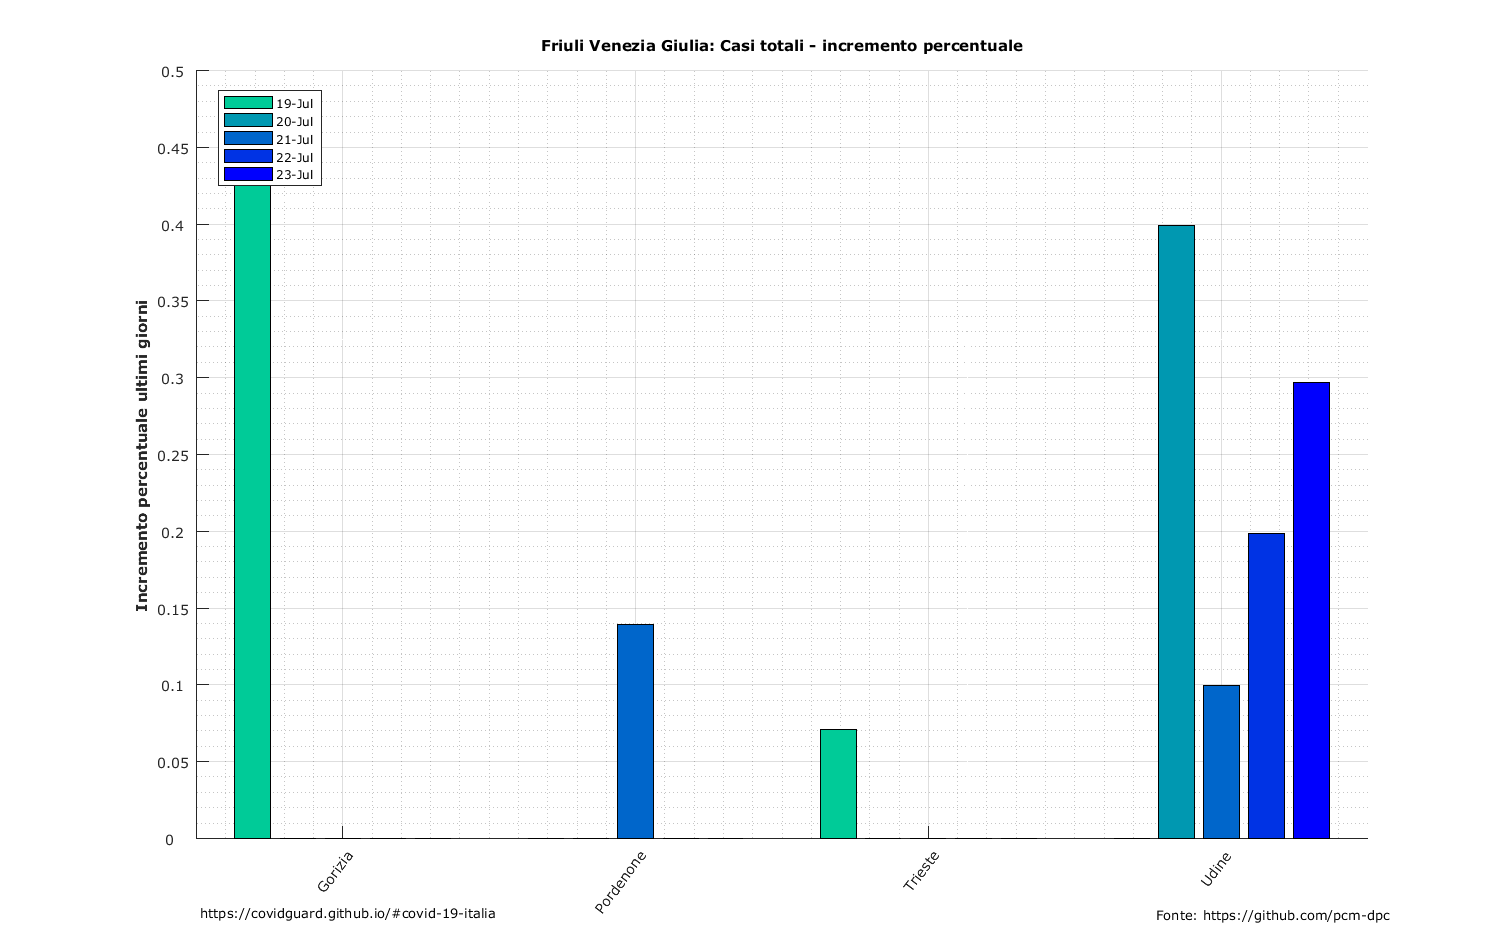 Friuli Venezia Giulia: Casi totali - incremento percentuale
Incremento percentuale ultimi giorni
0.5
0.45
0.4
0.35
0.3
0.25
0.2
0.15
0.1
0.05
0
19-Jul
20-Jul
21-Jul
22-Jul
23-Jul
Gorizia
Pordenone
Trieste
Udine
https://covidguard.github.io/#covid-19-italia
Fonte: https://github.com/pcm-dpc